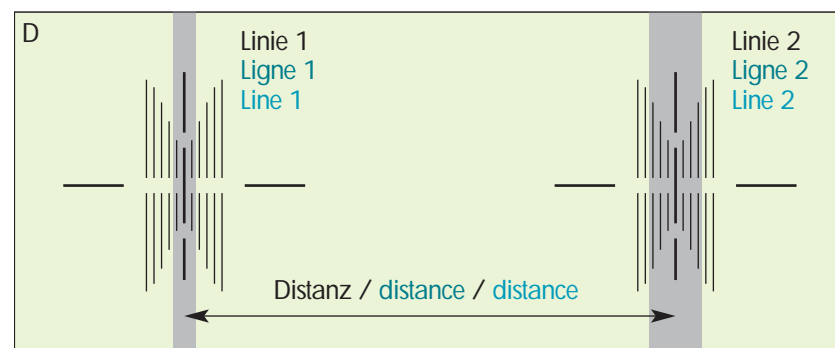 D
Linie 1
Ligne 1
Line 1
Linie 2
Ligne 2
Line 2
Distanz / distance / distance